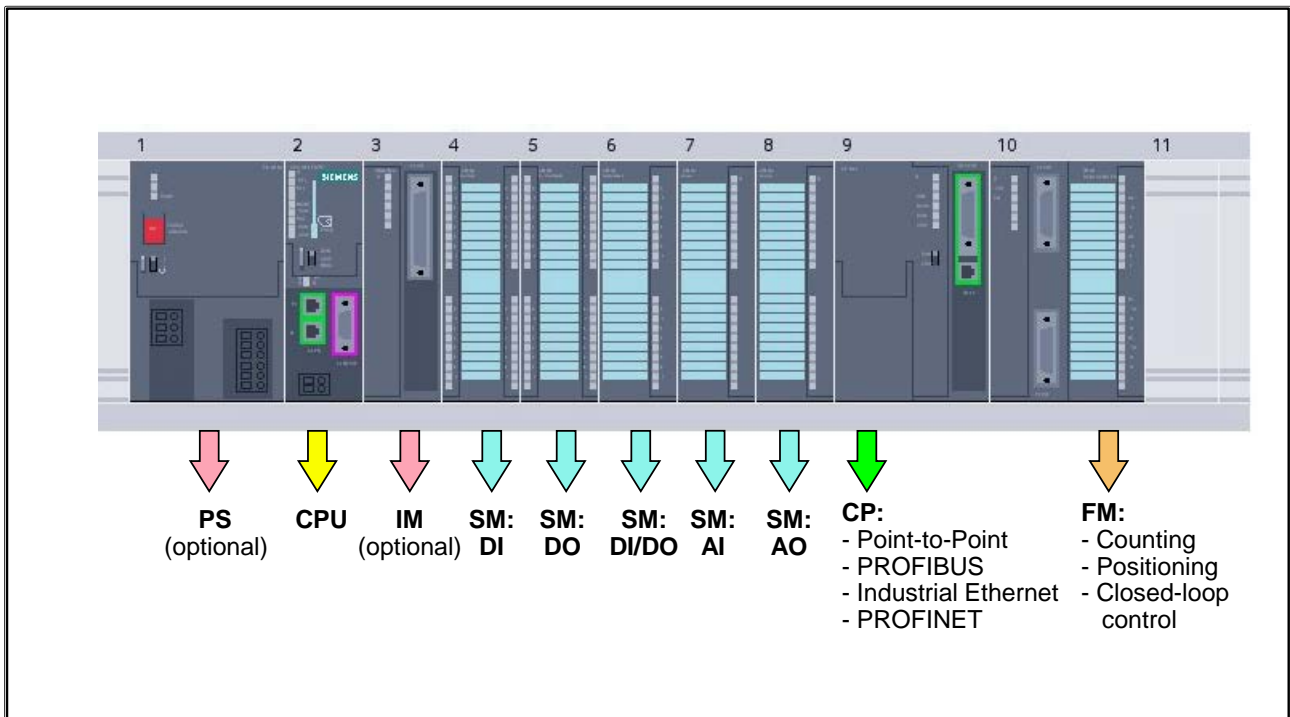 1 2 3 4 5 6 7 8 9 10 11
SIEMENS
PS
(optional)
CPU
IM
(optional)
SM:
DI
SM:
DO
SM:
DI/DO
SM:
AI
SM:
AO
CP:
- Point-to-Point
- PROFIBUS
- Industrial Ethernet
- PROFINET
FM:
- Counting
- Positioning
- Closed-loop
control